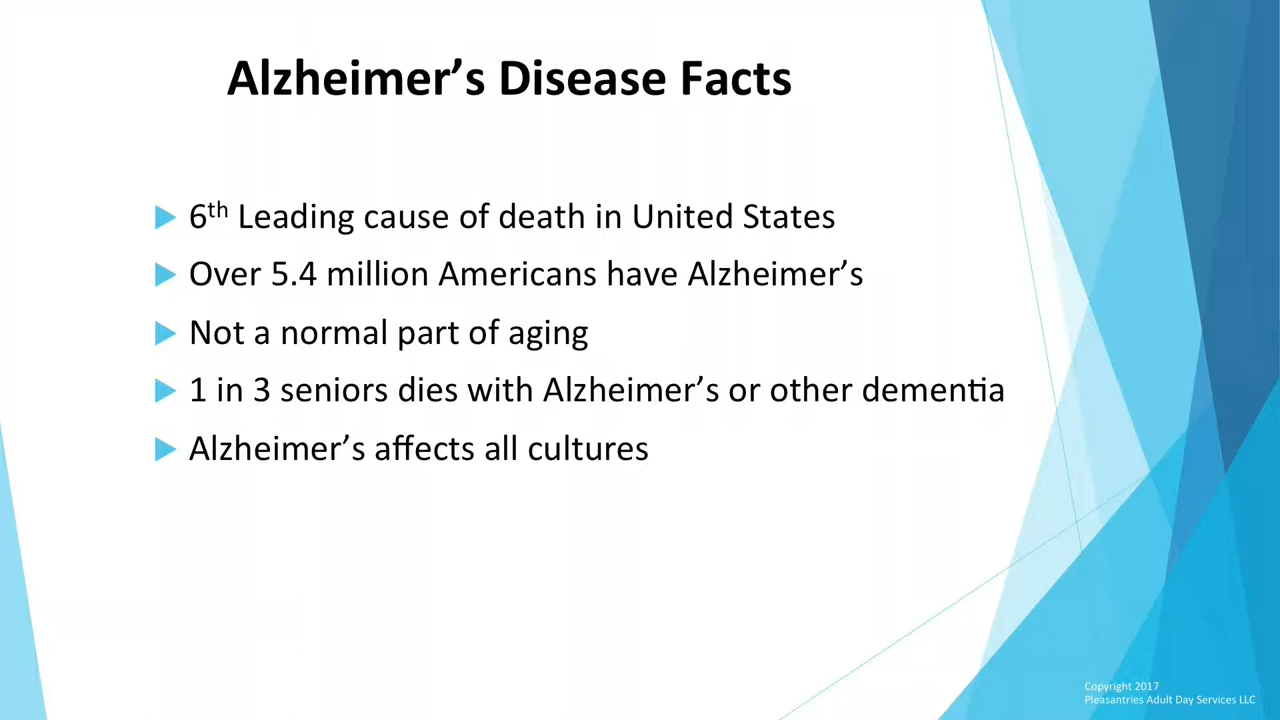 Alzheimer’s Disease Facts
6th Leading cause of death in United States
Over 5.4 million Americans have Alzheimer’s
Not a normal part of aging
1 in 3 seniors dies with Alzheimer’s or other dementia
Alzheimer’s affects all cultures
Copyright 2017
Pleasantries Adult Day Services LLC